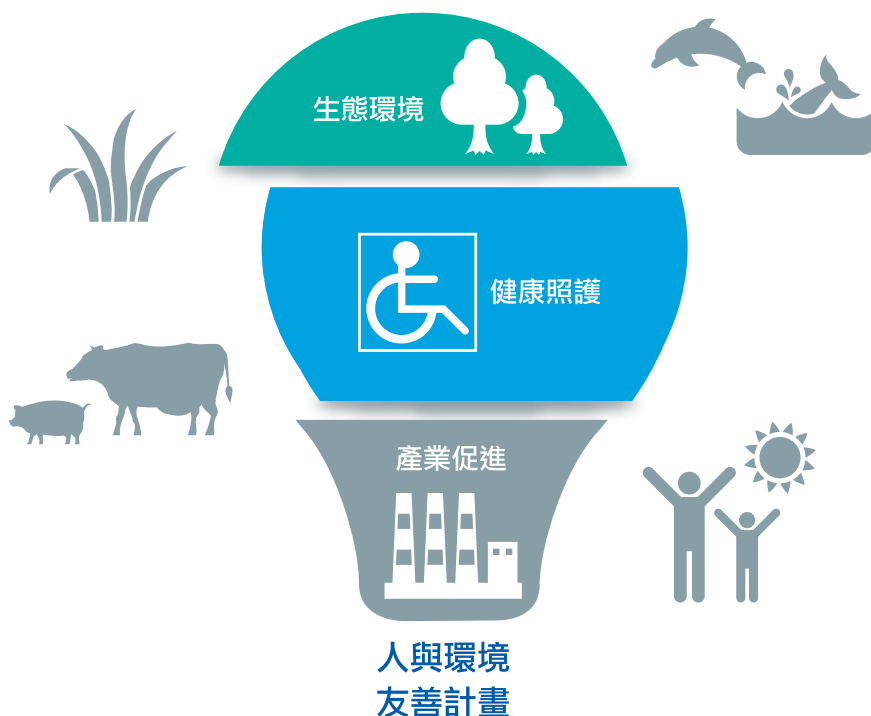 生態環境
健康照護
產業促進
人與環境
友善計畫